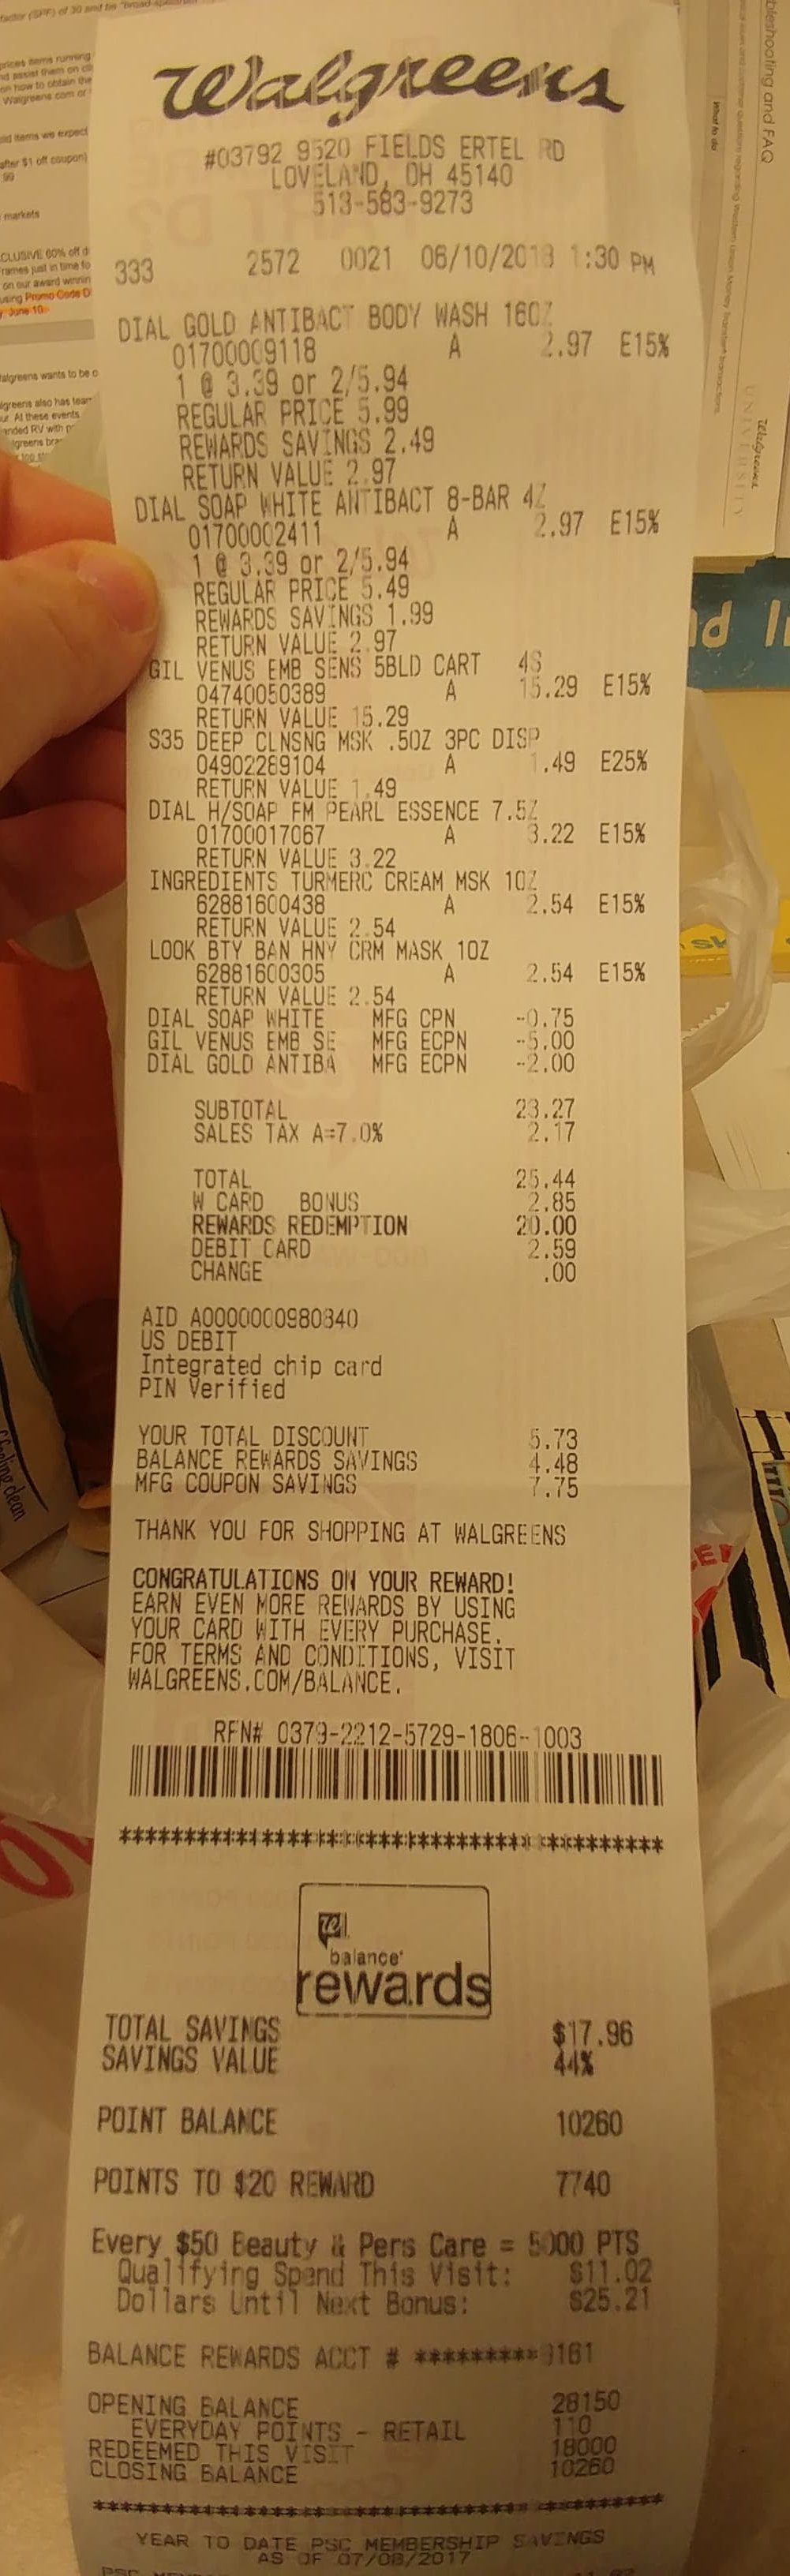 Walgreens
#03792 9520 FIELDS ERTEL RD
LOVELAND, OH 45140
513-583-9273
333 2572 0021 06/10/2018 1:30 PM
DIAL GOLD ANTIBACT BODY WASH 16OZ
01700009118 A 2.97 E15%
1 @ 3.39 or 2/5.94
REGULAR PRICE 5.99
REWARDS SAVINGS 2.49
RETURN VALUE 2.97
DIAL SOAP WHITE ANTIBACT 8-BAR 4Z
01700002411 A 2.97 E15%
1 @ 3.39 or 2/5.94
REGULAR PRICE 5.49
REWARDS SAVINGS 1.99
RETURN VALUE 2.97
GIL VENUS EMB SENS 5BLD CART 4S
04740050389 A 15.29 E15%
RETURN VALUE 15.29
S35 DEEP CLNSNG MSK .5OZ 3PC DISP
04902289104 A 1.49 E25%
RETURN VALUE 1.49
DIAL H/SOAP FM PEARL ESSENCE 7.5Z
01700017067 A 3.22 E15%
RETURN VALUE 3.22
INGREDIENTS TURMERC CREAM MSK 1OZ
62881600438 A 2.54 E15%
RETURN VALUE 2.54
LOOK BTY BAN HNY CRM MASK 1OZ
62881600305 A 2.54 E15%
RETURN VALUE 2.54
DIAL SOAP WHITE MFG CPN -0.75
GIL VENUS EMB SE MFG ECPN -5.00
DIAL GOLD ANTIBA MFG ECPN -2.00
SUBTOTAL 23.27
SALES TAX A=7.0% 2.17
TOTAL 25.44
W CARD BONUS 2.85
REWARDS REDEMPTION 20.00
DEBIT CARD 2.59
CHANGE .00
AID A0000000980840
US DEBIT
Integrated chip card
PIN Verified
YOUR TOTAL DISCOUNT 5.73
BALANCE REWARDS SAVINGS 4.48
MFG COUPON SAVINGS 7.75
THANK YOU FOR SHOPPING AT WALGREENS
CONGRATULATIONS ON YOUR REWARD!
EARN EVEN MORE REWARDS BY USING
YOUR CARD WITH EVERY PURCHASE.
FOR TERMS AND CONDITIONS, VISIT
WALGREENS.COM/BALANCE.
RFN# 0379-2212-5729-1806-1003
******************************************
balance®
rewards
TOTAL SAVINGS $17.96
SAVINGS VALUE 44%
POINT BALANCE 10260
POINTS TO $20 REWARD 7740
Every $50 Beauty & Pers Care = 5000 PTS
Qualifying Spend This Visit: $11.02
Dollars Until Next Bonus: $25.21
BALANCE REWARDS ACCT # *********9161
OPENING BALANCE 28150
EVERYDAY POINTS - RETAIL 110
REDEEMED THIS VISIT 18000
CLOSING BALANCE 10260
******************************************
YEAR TO DATE PSC MEMBERSHIP SAVINGS
AS OF 07/08/2017
bleshooting and FAQ
What to do
Walgreens
UNIVERSITY
feeling clean